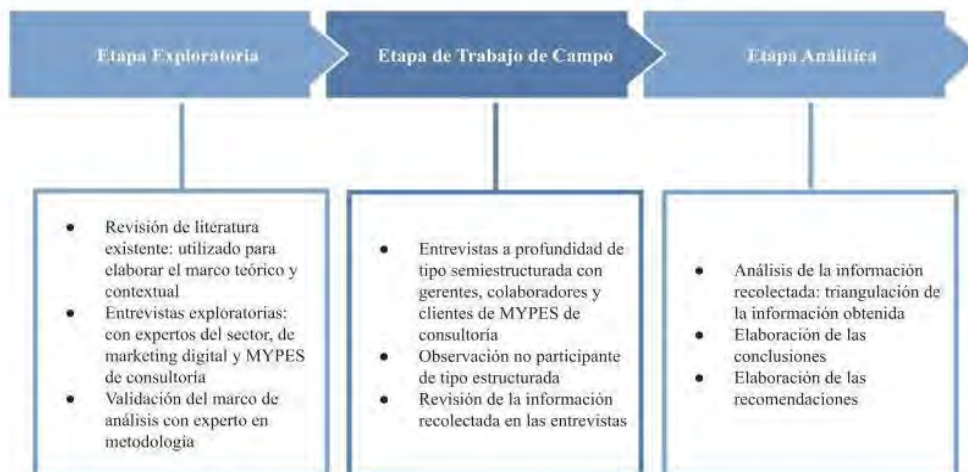 Etapa Exploratoria
Etapa de Trabajo de Campo
Etapa Análitica
● Revisión de literatura
existente: utilizado para
elaborar el marco teórico y
contextual
● Entrevistas exploratorias:
con expertos del sector, de
marketing digital y MYPES
de consultoría
● Validación del marco de
análisis con experto en
metodología
● Entrevistas a profundidad de
tipo semiestructurada con
gerentes, colaboradores y
clientes de MYPES de
consultoría
● Observación no participante
de tipo estructurada
● Revisión de la información
recolectada en las entrevistas
● Análisis de la información
recolectada: triangulación de
la información obtenida
● Elaboración de las
conclusiones
● Elaboración de las
recomendaciones